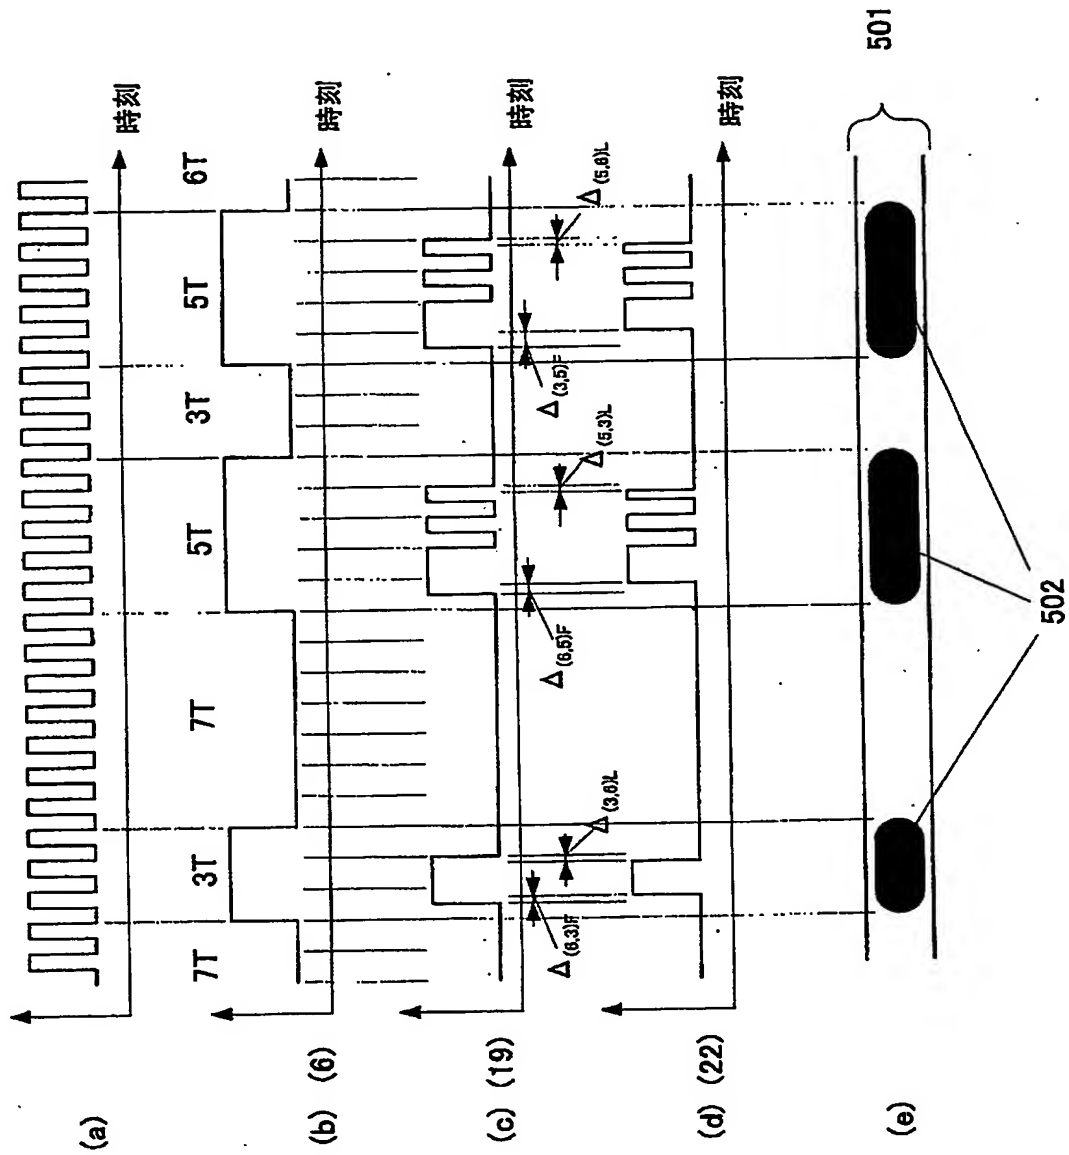 (a)
時刻
(b) (6)
7T
3T
7T
5T
3T
5T
6T
時刻
(c) (19)
時刻
Δ(6,3)F
Δ(3,6)L
Δ(6,5)F
Δ(5,3)L
Δ(3,5)F
Δ(5,6)L
(d) (22)
時刻
(e)
501
502